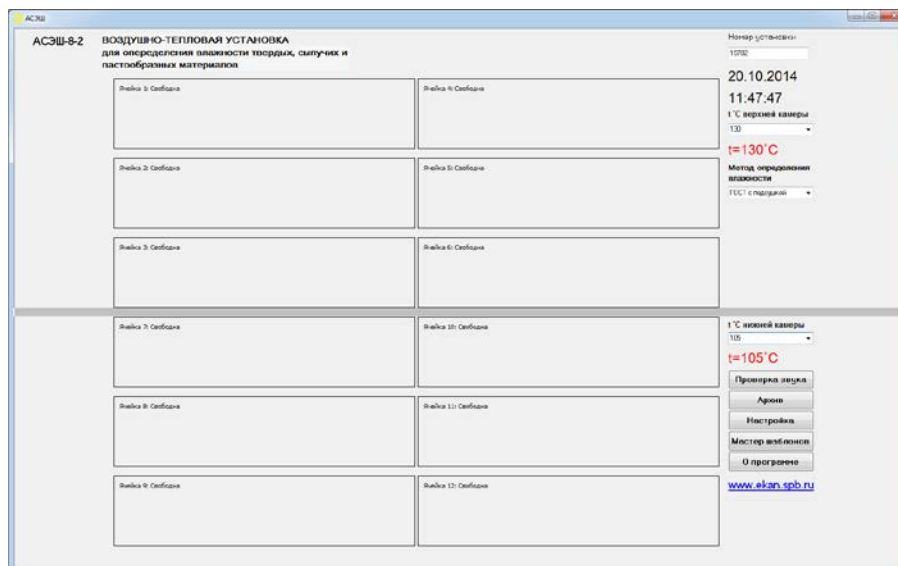 АСЭШ
АСЭШ-8-2
ВОЗДУШНО-ТЕПЛОВАЯ УСТАНОВКА
для определения влажности твердых, сыпучих и
пастообразных материалов
Ячейка 1: Свободна
Ячейка 4: Свободна
Ячейка 2: Свободна
Ячейка 5: Свободна
Ячейка 3: Свободна
Ячейка 6: Свободна
Ячейка 7: Свободна
Ячейка 10: Свободна
Ячейка 8: Свободна
Ячейка 11: Свободна
Ячейка 9: Свободна
Ячейка 12: Свободна
Номер установки
20.10.2014
11:47:47
t °C верхней камеры
130
t=130°C
Метод определения
влажности
ГОСТ с подушкой
t °C нижней камеры
105
t=105°C
Проверка звука
Архив
Настройка
Мастер шаблонов
О программе
www.ekan.spb.ru